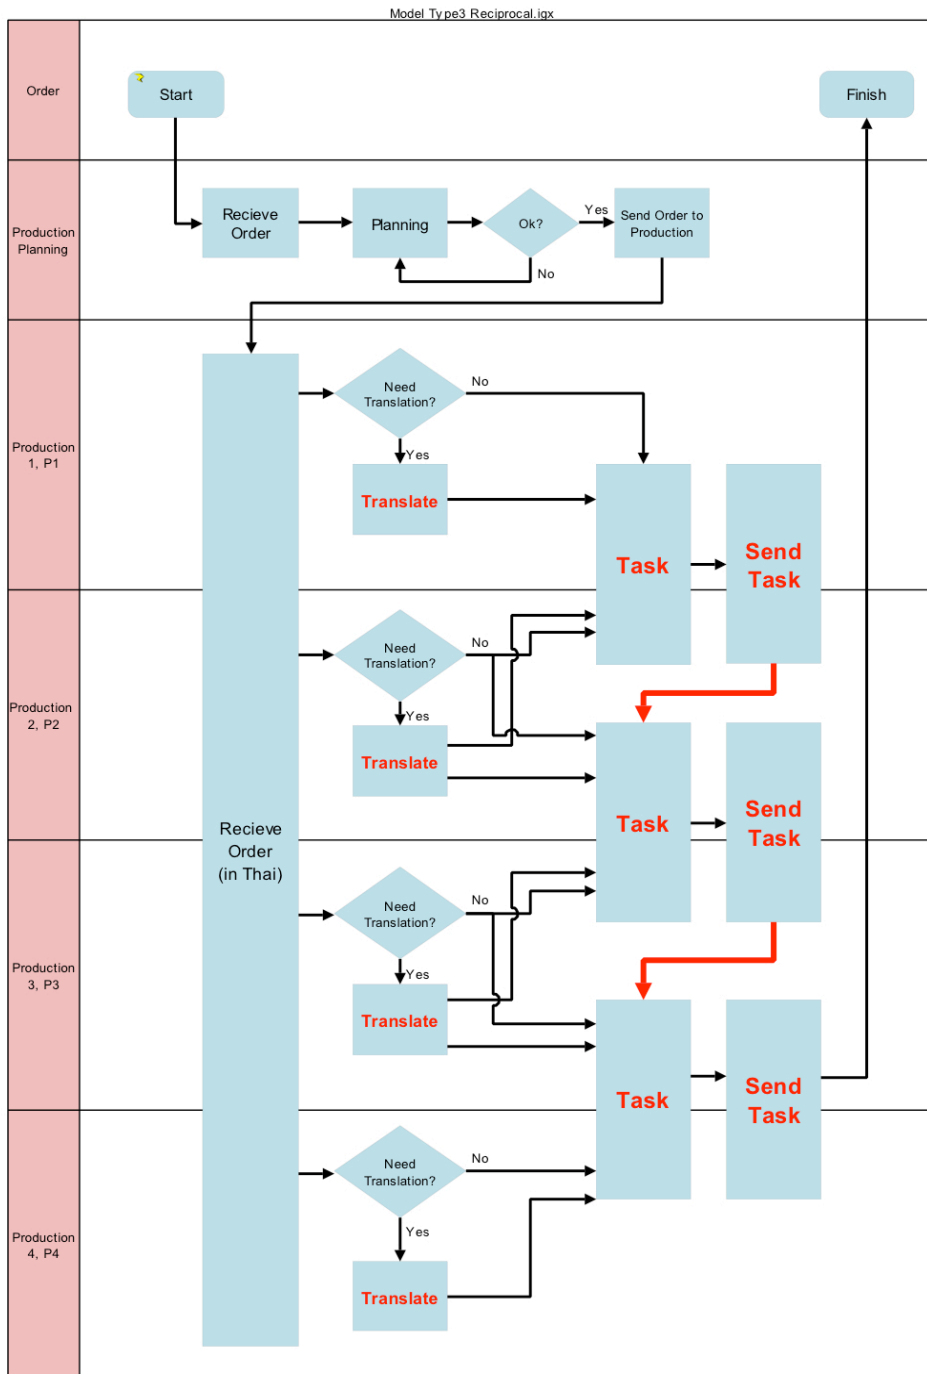 Model Type3 Reciprocal.igx
Order
Start
Finish
Production
Planning
Recieve
Order
Planning
Ok?
Yes
No
Send Order to
Production
Production
1, P1
Need
Translation?
No
Yes
Translate
Task
Send
Task
Production
2, P2
Need
Translation?
No
Yes
Translate
Task
Send
Task
Recieve
Order
(in Thai)
Production
3, P3
Need
Translation?
No
Yes
Translate
Task
Send
Task
Production
4, P4
Need
Translation?
No
Yes
Translate